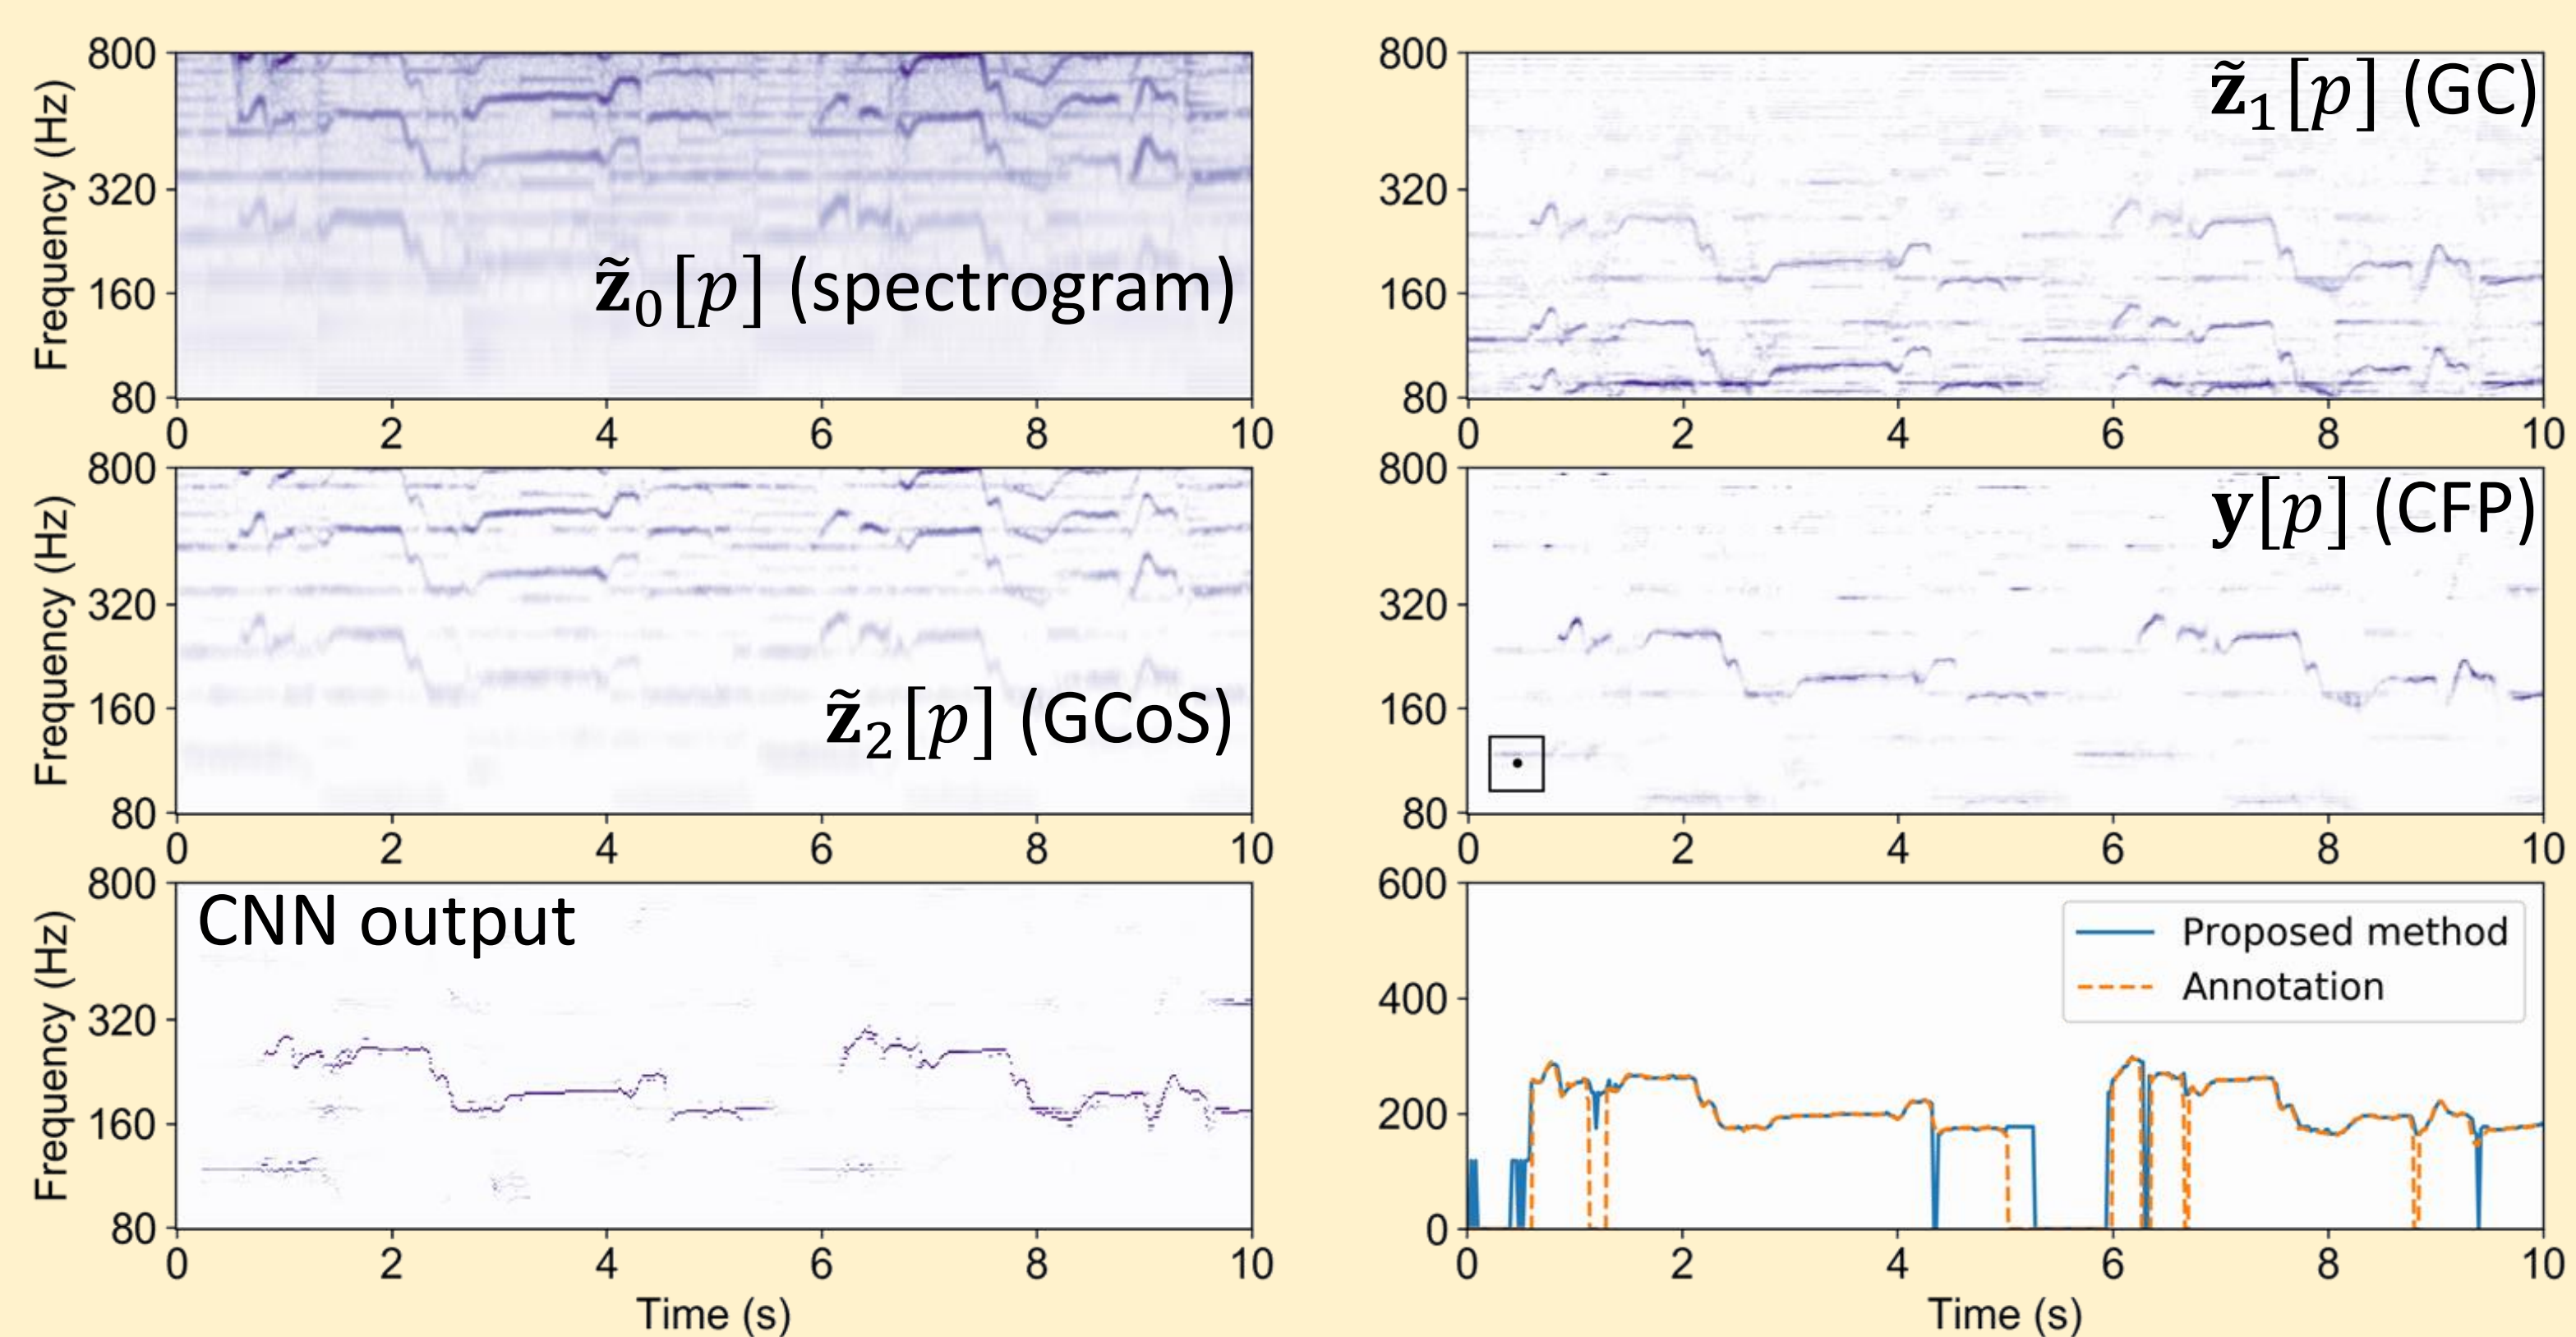 800
320
160
80
Frequency (Hz)
0 2 4 6 8 10
z̃₀[p] (spectrogram)
800
320
160
80
0 2 4 6 8 10
z̃₁[p] (GC)
800
320
160
80
Frequency (Hz)
0 2 4 6 8 10
z̃₂[p] (GCoS)
800
320
160
80
0 2 4 6 8 10
y[p] (CFP)
800
320
160
80
Frequency (Hz)
0 2 4 6 8 10
Time (s)
CNN output
600
400
200
0
0 2 4 6 8 10
Time (s)
Proposed method
Annotation